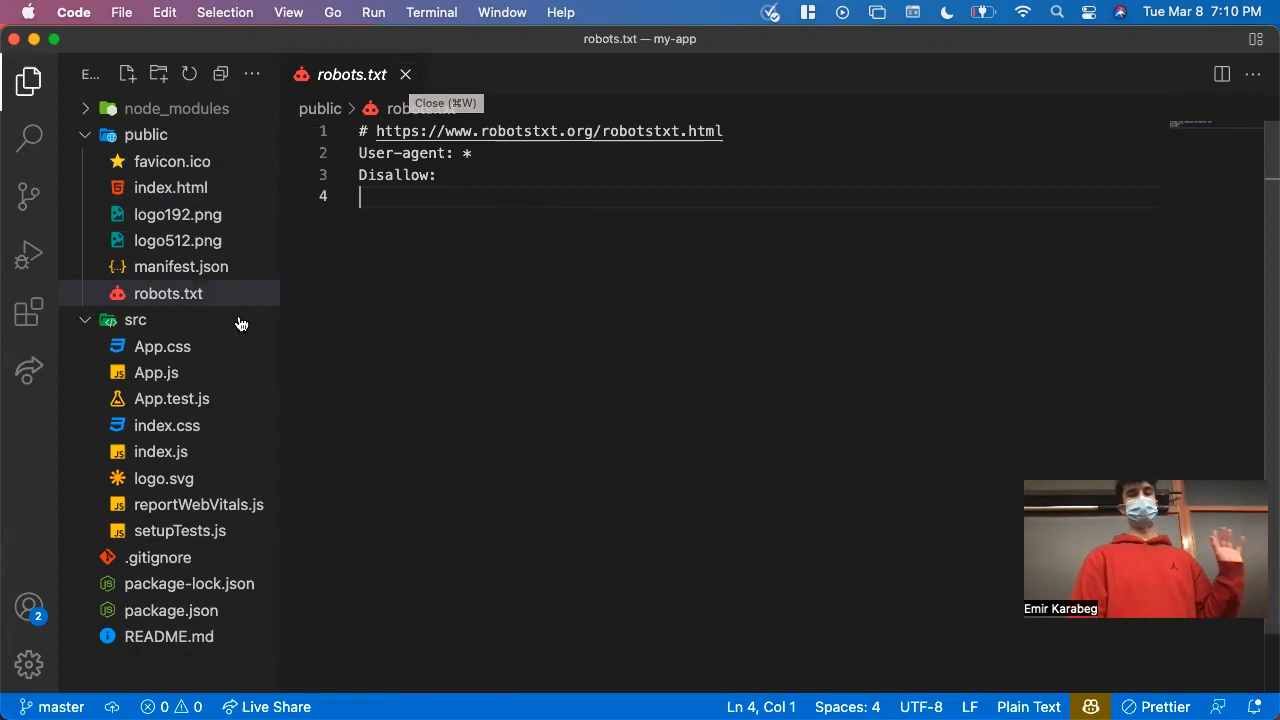 Code File Edit Selection View Go Run Terminal Window Help Tue Mar 8 7:10 PM
robots.txt — my-app
E... robots.txt
Close (⌘W)
public
# https://www.robotstxt.org/robotstxt.html
User-agent: *
Disallow:
1
2
3
4
node_modules
public
favicon.ico
index.html
logo192.png
logo512.png
manifest.json
robots.txt
src
App.css
App.js
App.test.js
index.css
index.js
logo.svg
reportWebVitals.js
setupTests.js
.gitignore
package-lock.json
package.json
README.md
Emir Karabeg
2
master 0 0 Live Share Ln 4, Col 1 Spaces: 4 UTF-8 LF Plain Text Prettier